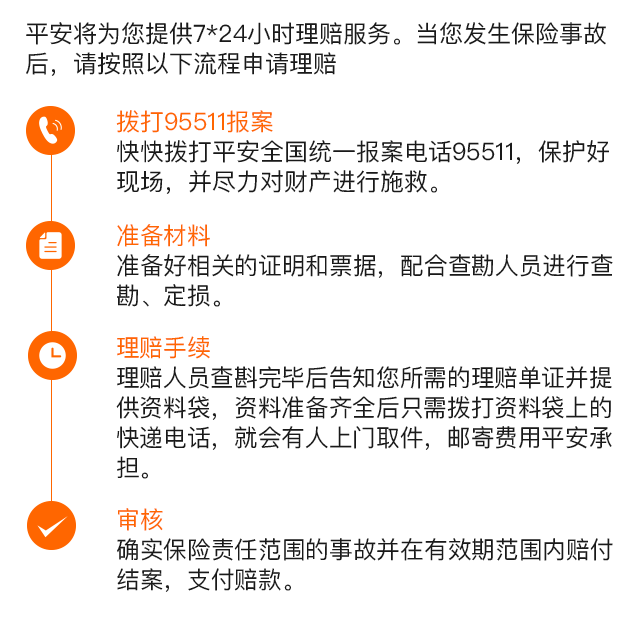 平安将为您提供7*24小时理赔服务。当您发生保险事故
后，请按照以下流程申请理赔
拨打95511报案
快快拨打平安全国统一报案电话95511，保护好
现场，并尽力对财产进行施救。
准备材料
准备好相关的证明和票据，配合查勘人员进行查
勘、定损。
理赔手续
理赔人员查斟完毕后告知您所需的理赔单证并提
供资料袋，资料准备齐全后只需拨打资料袋上的
快递电话，就会有人上门取件，邮寄费用平安承
担。
审核
确实保险责任范围的事故并在有效期范围内赔付
结案，支付赔款。